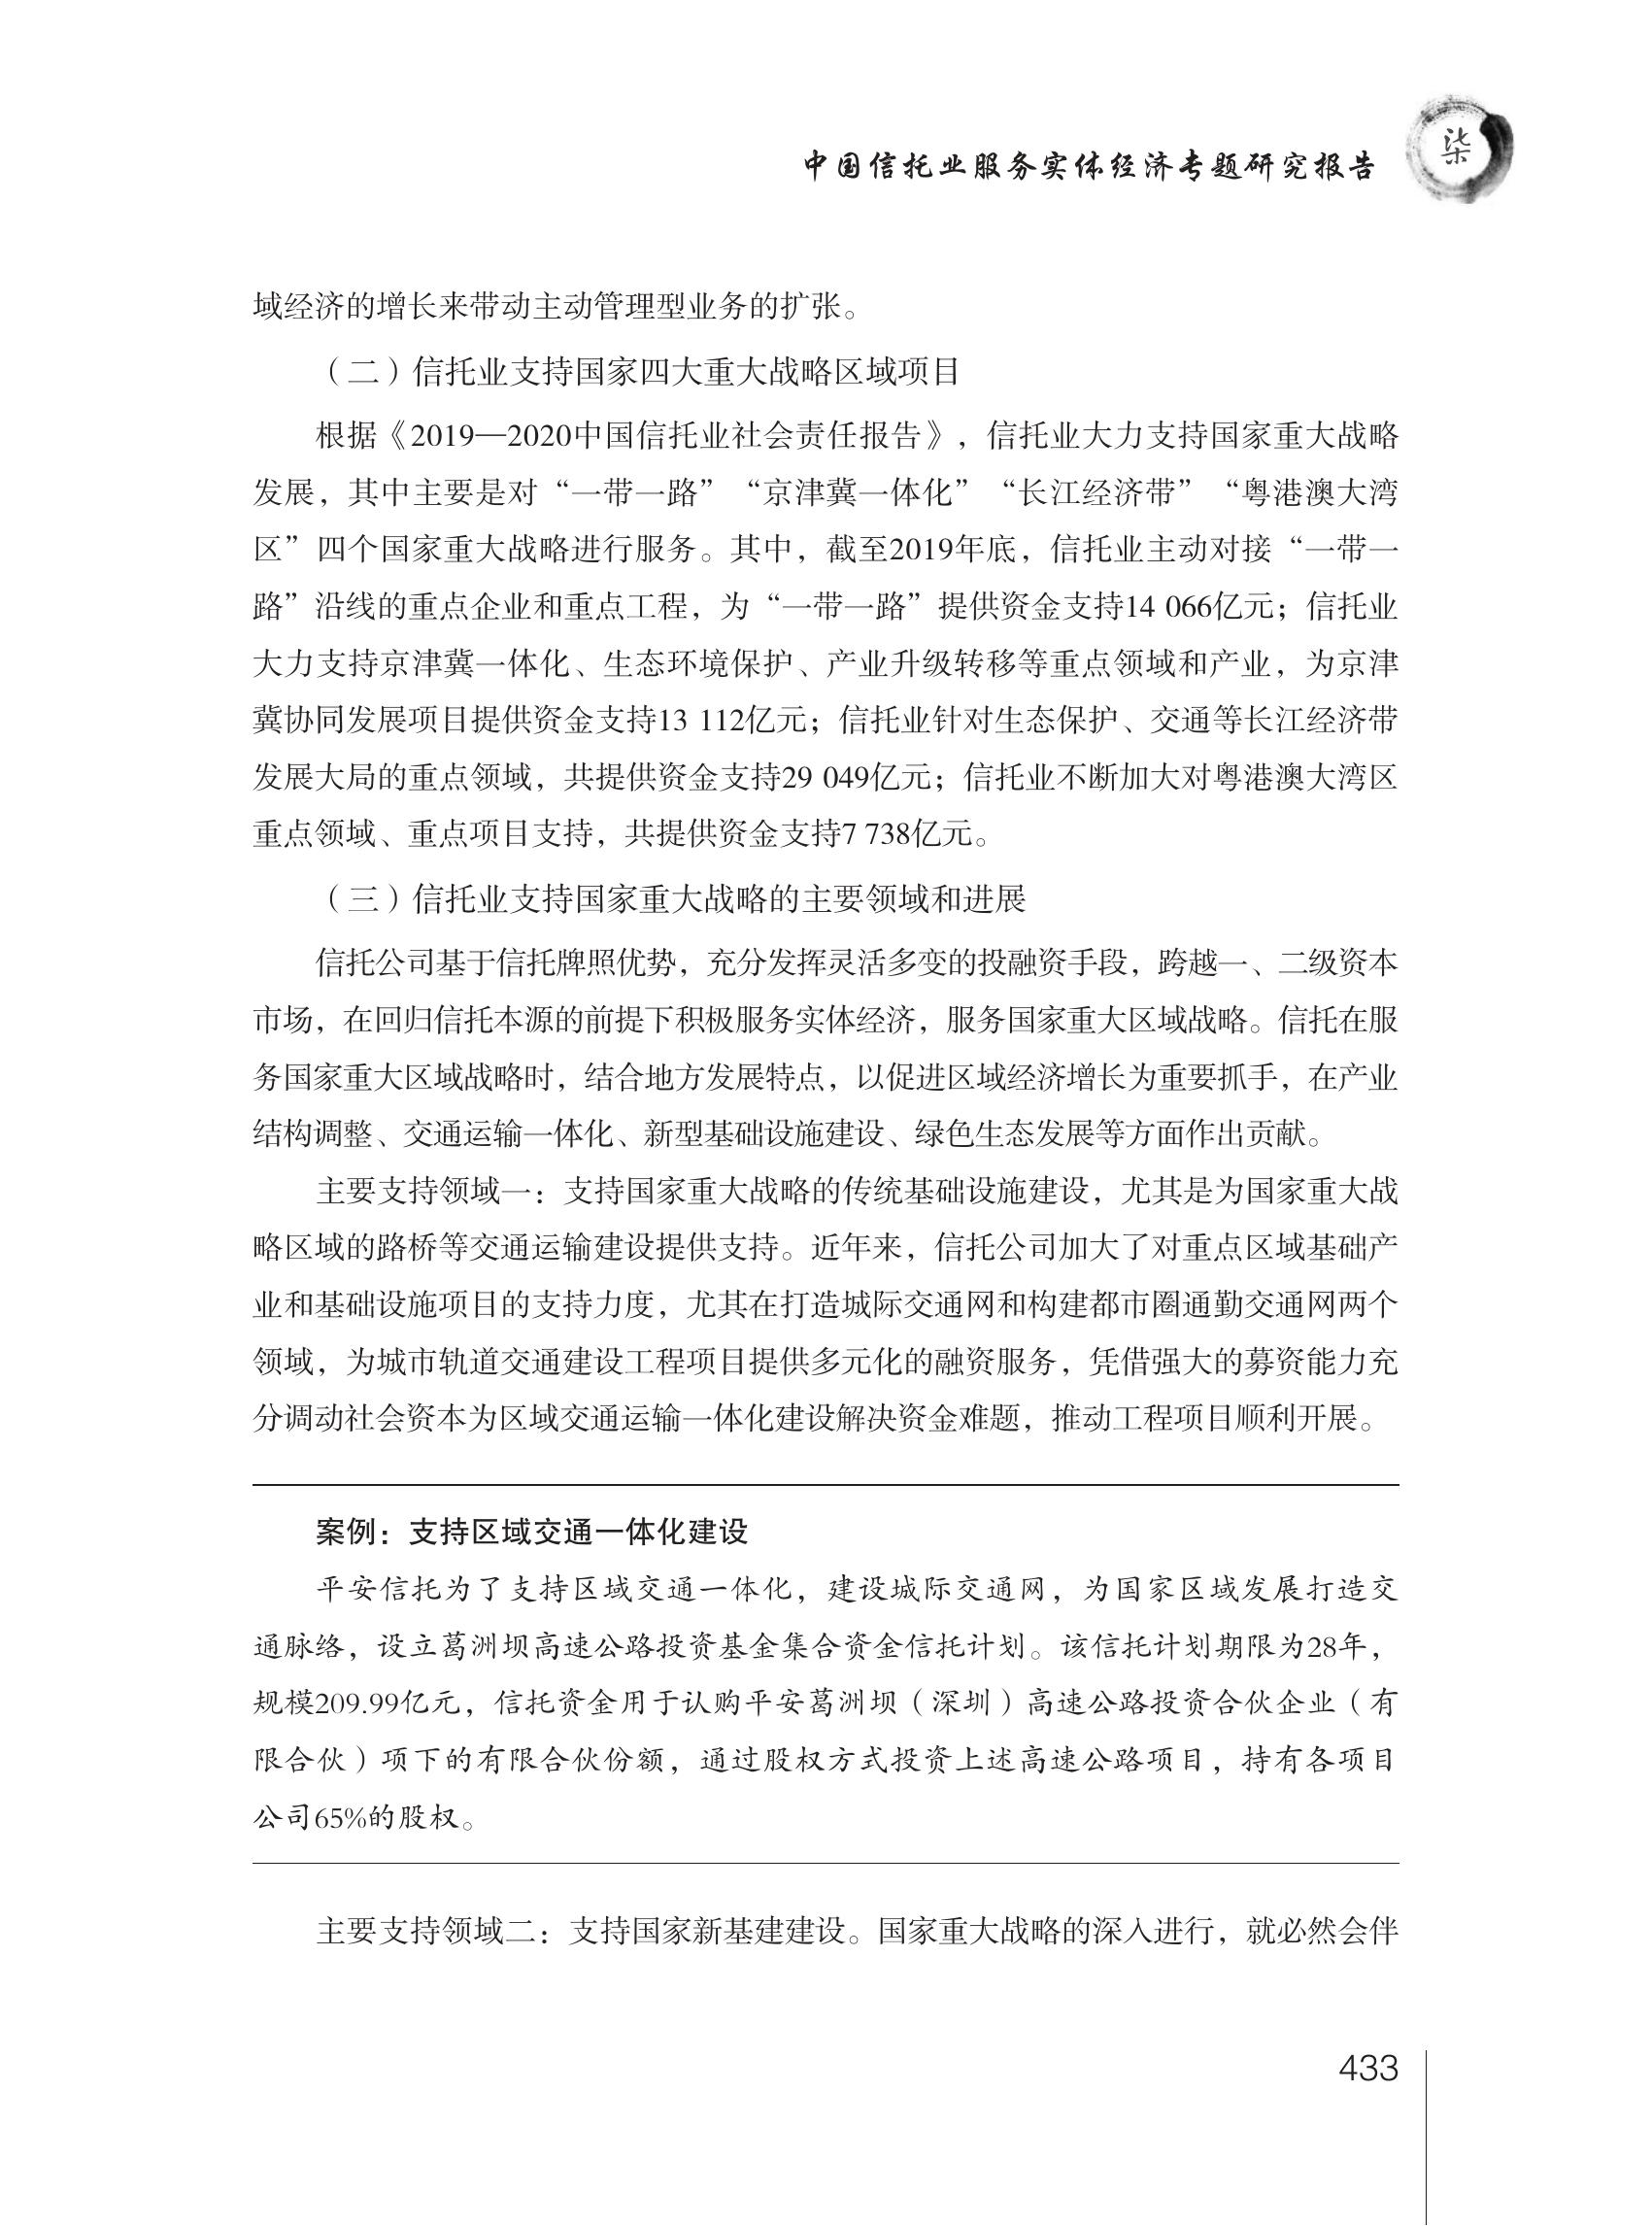 中国信托业服务实体经济专题研究报告
柒
域经济的增长来带动主动管理型业务的扩张。
（二）信托业支持国家四大重大战略区域项目
根据《2019—2020中国信托业社会责任报告》，信托业大力支持国家重大战略
发展，其中主要是对“一带一路”“京津冀一体化”“长江经济带”“粤港澳大湾
区”四个国家重大战略进行服务。其中，截至2019年底，信托业主动对接“一带一
路”沿线的重点企业和重点工程，为“一带一路”提供资金支持14 066亿元；信托业
大力支持京津冀一体化、生态环境保护、产业升级转移等重点领域和产业，为京津
冀协同发展项目提供资金支持13 112亿元；信托业针对生态保护、交通等长江经济带
发展大局的重点领域，共提供资金支持29 049亿元；信托业不断加大对粤港澳大湾区
重点领域、重点项目支持，共提供资金支持7 738亿元。
（三）信托业支持国家重大战略的主要领域和进展
信托公司基于信托牌照优势，充分发挥灵活多变的投融资手段，跨越一、二级资本
市场，在回归信托本源的前提下积极服务实体经济，服务国家重大区域战略。信托在服
务国家重大区域战略时，结合地方发展特点，以促进区域经济增长为重要抓手，在产业
结构调整、交通运输一体化、新型基础设施建设、绿色生态发展等方面作出贡献。
主要支持领域一：支持国家重大战略的传统基础设施建设，尤其是为国家重大战
略区域的路桥等交通运输建设提供支持。近年来，信托公司加大了对重点区域基础产
业和基础设施项目的支持力度，尤其在打造城际交通网和构建都市圈通勤交通网两个
领域，为城市轨道交通建设工程项目提供多元化的融资服务，凭借强大的募资能力充
分调动社会资本为区域交通运输一体化建设解决资金难题，推动工程项目顺利开展。
案例：支持区域交通一体化建设
平安信托为了支持区域交通一体化，建设城际交通网，为国家区域发展打造交
通脉络，设立葛洲坝高速公路投资基金集合资金信托计划。该信托计划期限为28年，
规模209.99亿元，信托资金用于认购平安葛洲坝（深圳）高速公路投资合伙企业（有
限合伙）项下的有限合伙份额，通过股权方式投资上述高速公路项目，持有各项目
公司65%的股权。
主要支持领域二：支持国家新基建建设。国家重大战略的深入进行，就必然会伴
433